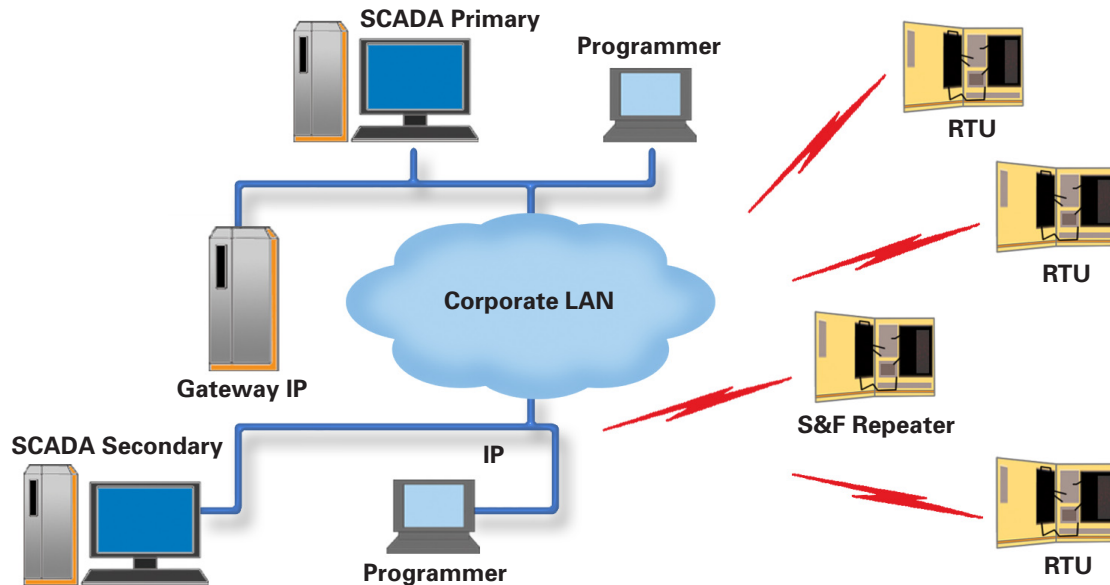 SCADA Primary
Programmer
RTU
RTU
Corporate LAN
Gateway IP
S&F Repeater
SCADA Secondary
IP
Programmer
RTU